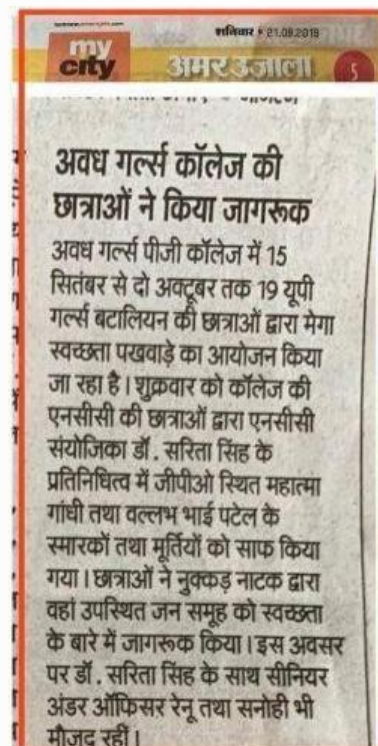 शनिवार • 21.09.2019
my
city
अमर उजाला
5
अवध गर्ल्स कॉलेज की
छात्राओं ने किया जागरूक
अवध गर्ल्स पीजी कॉलेज में 15
सितंबर से दो अक्टूबर तक 19 यूपी
गर्ल्स बटालियन की छात्राओं द्वारा मेगा
स्वच्छता पखवाड़े का आयोजन किया
जा रहा है। शुक्रवार को कॉलेज की
एनसीसी की छात्राओं द्वारा एनसीसी
संयोजिका डॉ. सरिता सिंह के
प्रतिनिधित्व में जीपीओ स्थित महात्मा
गांधी तथा वल्लभ भाई पटेल के
स्मारकों तथा मूर्तियों को साफ किया
गया। छात्राओं ने नुक्कड़ नाटक द्वारा
वहां उपस्थित जन समूह को स्वच्छता
के बारे में जागरूक किया। इस अवसर
पर डॉ. सरिता सिंह के साथ सीनियर
अंडर ऑफिसर रेनू तथा सनोही भी
मौजूद रहीं।